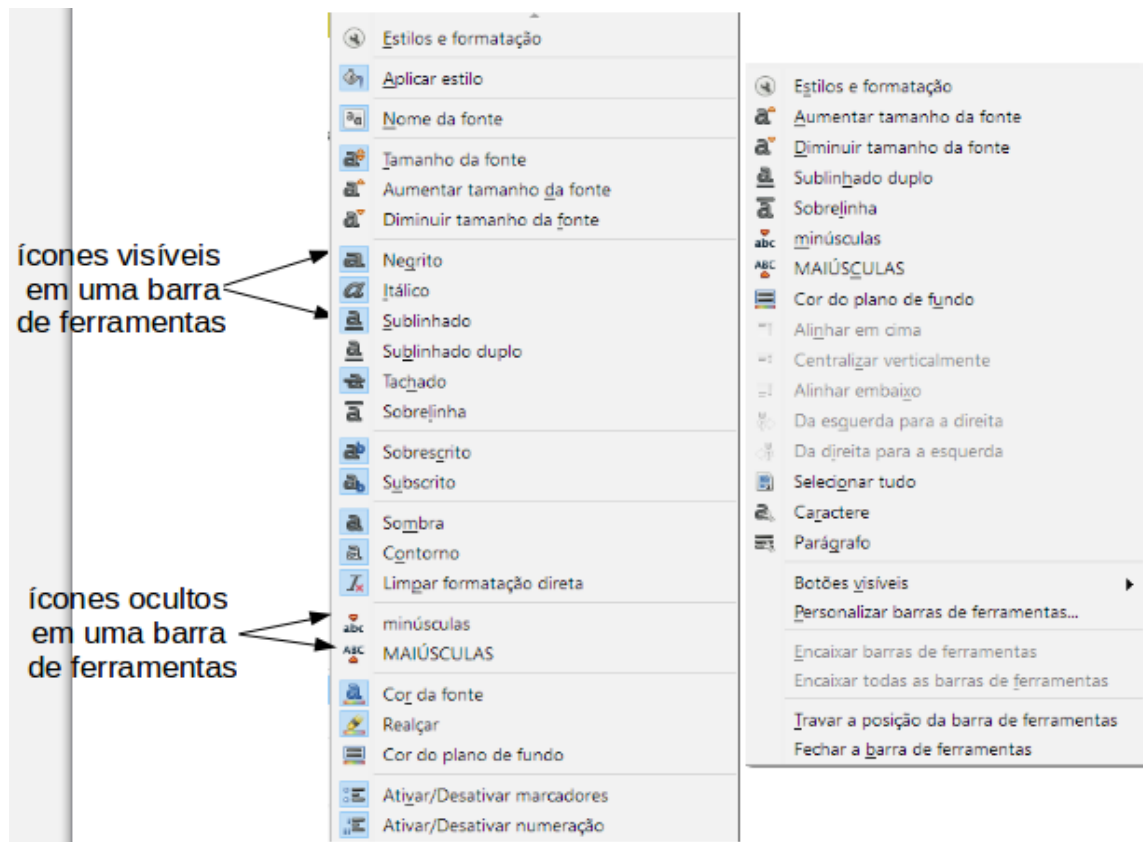 ícones visíveis
em uma barra
de ferramentas
ícones ocultos
em uma barra
de ferramentas
Estilos e formatação
Aplicar estilo
Nome da fonte
Tamanho da fonte
Aumentar tamanho da fonte
Diminuir tamanho da fonte
Negrito
Itálico
Sublinhado
Sublinhado duplo
Tachado
Sobrelinha
Sobrescrito
Subscrito
Sombra
Contorno
Limpar formatação direta
minúsculas
MAIÚSCULAS
Cor da fonte
Realçar
Cor do plano de fundo
Ativar/Desativar marcadores
Ativar/Desativar numeração
Estilos e formatação
Aumentar tamanho da fonte
Diminuir tamanho da fonte
Sublinhado duplo
Sobrelinha
minúsculas
MAIÚSCULAS
Cor do plano de fundo
Alinhar em cima
Centralizar verticalmente
Alinhar embaixo
Da esquerda para a direita
Da direita para a esquerda
Selecionar tudo
Caractere
Parágrafo
Botões visíveis
Personalizar barras de ferramentas...
Encaixar barras de ferramentas
Encaixar todas as barras de ferramentas
Travar a posição da barra de ferramentas
Fechar a barra de ferramentas